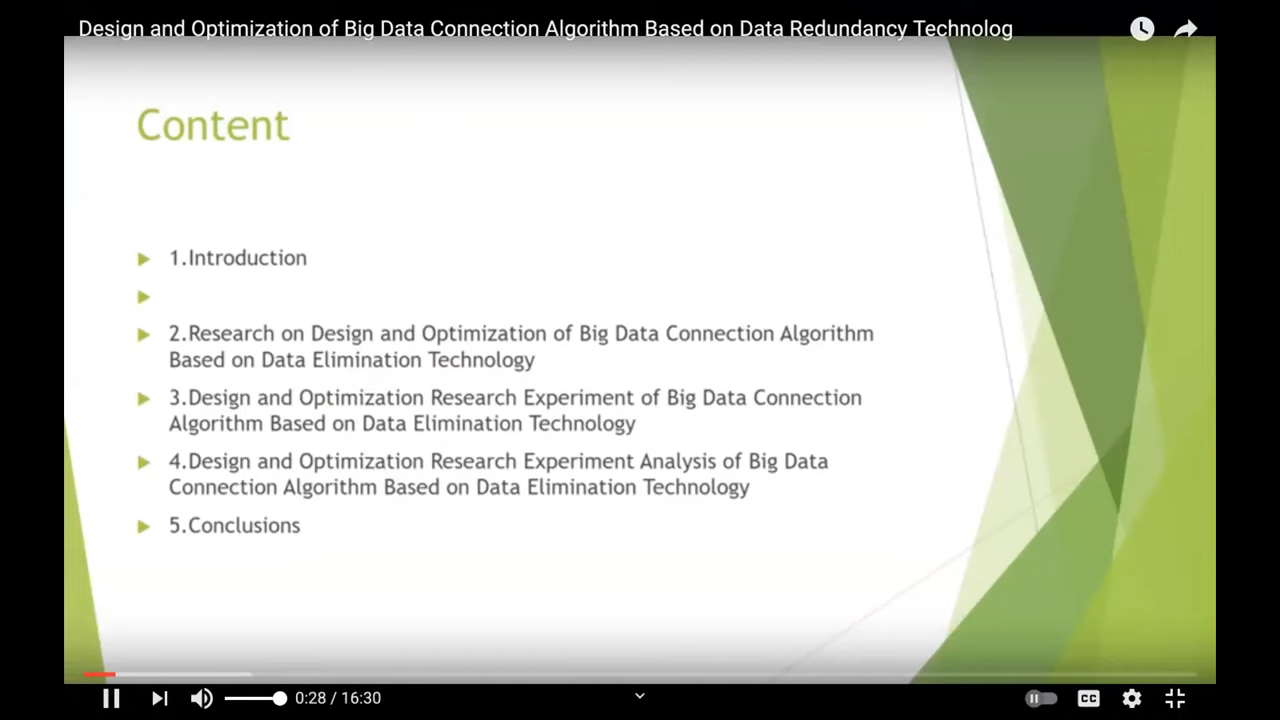 Design and Optimization of Big Data Connection Algorithm Based on Data Redundancy Technolog
Content
1.Introduction
2.Research on Design and Optimization of Big Data Connection Algorithm
Based on Data Elimination Technology
3.Design and Optimization Research Experiment of Big Data Connection
Algorithm Based on Data Elimination Technology
4.Design and Optimization Research Experiment Analysis of Big Data
Connection Algorithm Based on Data Elimination Technology
5.Conclusions
0:28 / 16:30
CC